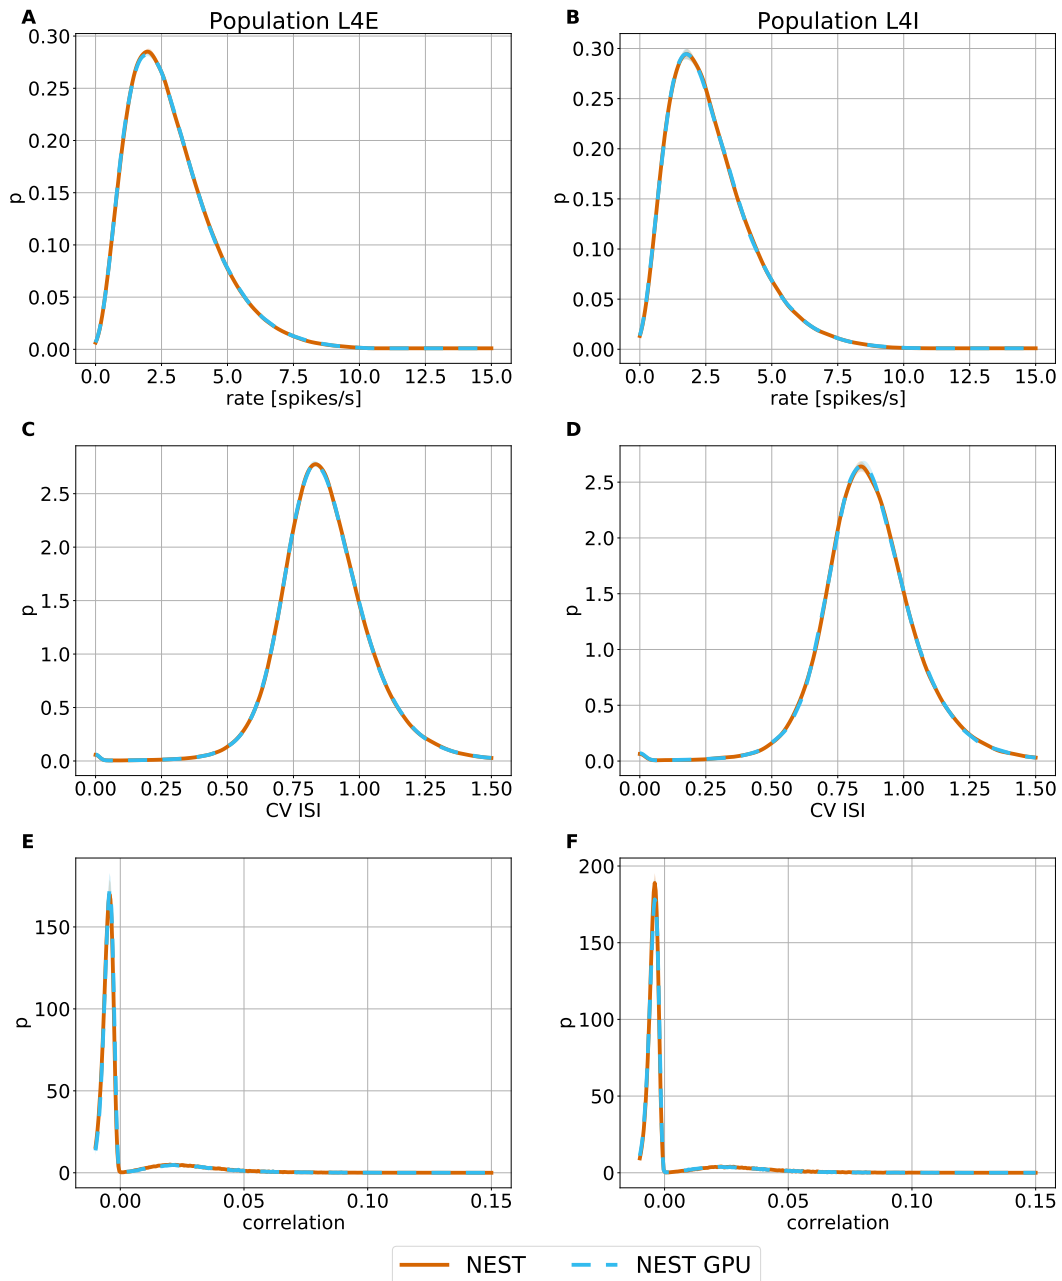 A
Population L4E
0.30
0.25
0.20
0.15
0.10
0.05
0.00
p
0.0 2.5 5.0 7.5 10.0 12.5 15.0
rate [spikes/s]
B
Population L4I
0.30
0.25
0.20
0.15
0.10
0.05
0.00
p
0.0 2.5 5.0 7.5 10.0 12.5 15.0
rate [spikes/s]
C
2.5
2.0
1.5
1.0
0.5
0.0
p
0.00 0.25 0.50 0.75 1.00 1.25 1.50
CV ISI
D
2.5
2.0
1.5
1.0
0.5
0.0
p
0.00 0.25 0.50 0.75 1.00 1.25 1.50
CV ISI
E
150
100
50
0
p
0.00 0.05 0.10 0.15
correlation
F
200
150
100
50
0
p
0.00 0.05 0.10 0.15
correlation
NEST NEST GPU